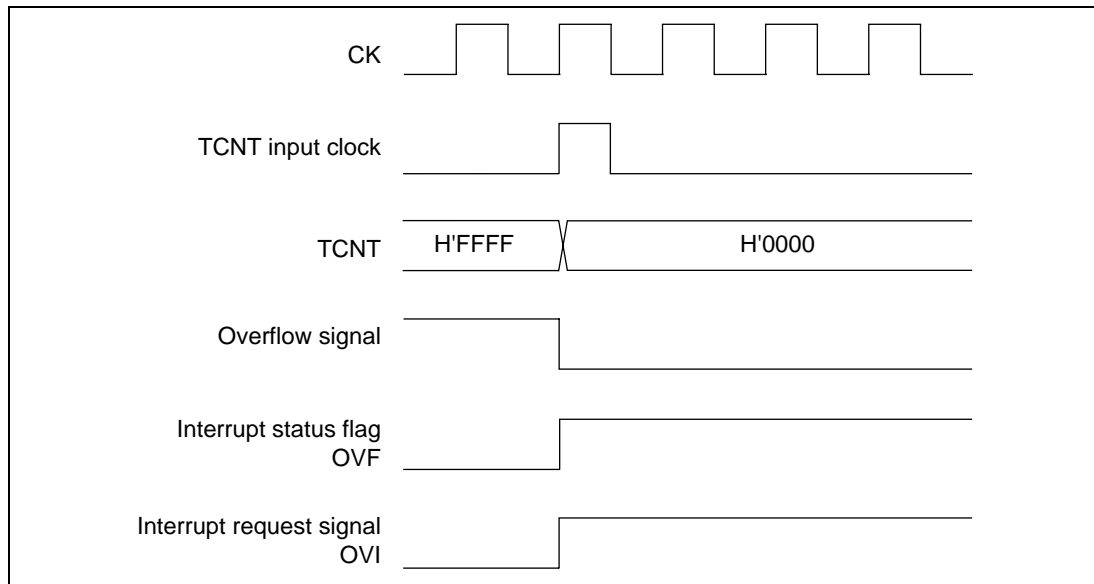 CK
TCNT input clock
TCNT
H'FFFF
H'0000
Overflow signal
Interrupt status flag
OVF
Interrupt request signal
OVI